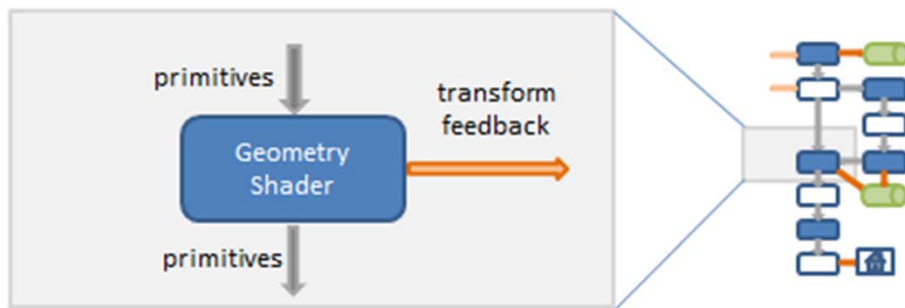 primitives
transform
feedback
Geometry
Shader
primitives